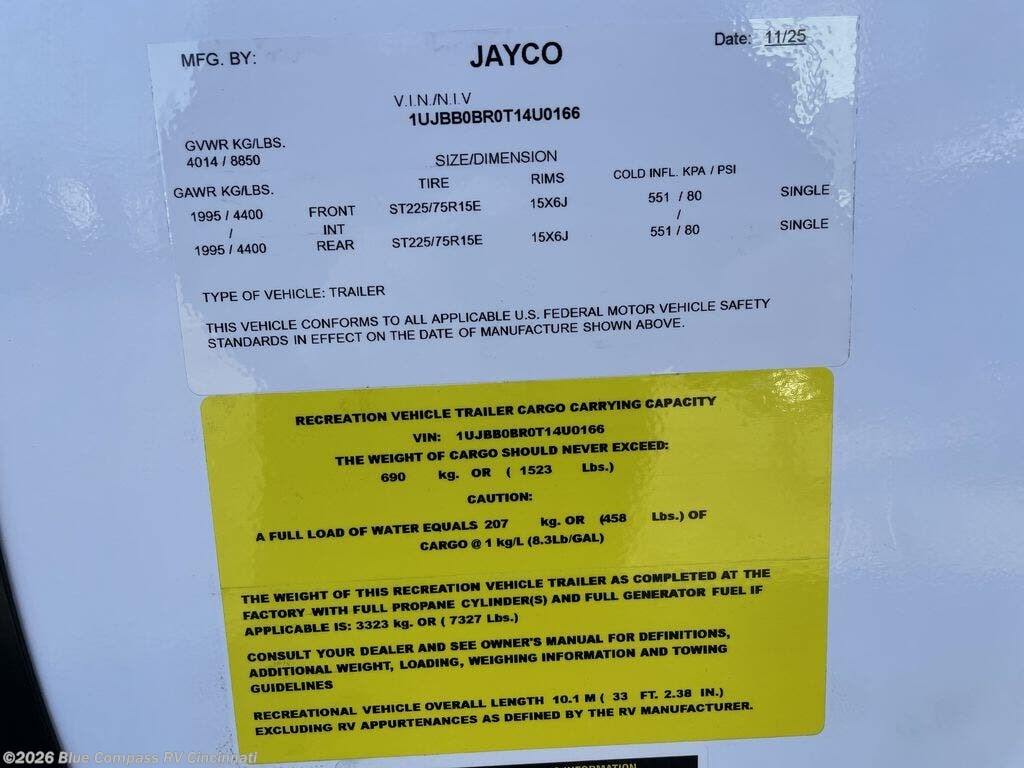 MFG. BY: JAYCO Date: 11/25
V.I.N./N.I.V
1UJBB0BR0T14U0166
GVWR KG/LBS.
4014 / 8850 SIZE/DIMENSION
GAWR KG/LBS. TIRE RIMS COLD INFL. KPA / PSI
1995 / 4400 FRONT ST225/75R15E 15X6J 551 / 80 SINGLE
/ INT /
1995 / 4400 REAR ST225/75R15E 15X6J 551 / 80 SINGLE
TYPE OF VEHICLE: TRAILER
THIS VEHICLE CONFORMS TO ALL APPLICABLE U.S. FEDERAL MOTOR VEHICLE SAFETY
STANDARDS IN EFFECT ON THE DATE OF MANUFACTURE SHOWN ABOVE.
RECREATION VEHICLE TRAILER CARGO CARRYING CAPACITY
VIN: 1UJBB0BR0T14U0166
THE WEIGHT OF CARGO SHOULD NEVER EXCEED:
690 kg. OR ( 1523 Lbs.)
CAUTION:
A FULL LOAD OF WATER EQUALS 207 kg. OR (458 Lbs.) OF
CARGO @ 1 kg/L (8.3Lb/GAL)
THE WEIGHT OF THIS RECREATION VEHICLE TRAILER AS COMPLETED AT THE
FACTORY WITH FULL PROPANE CYLINDER(S) AND FULL GENERATOR FUEL IF
APPLICABLE IS: 3323 kg. OR ( 7327 Lbs.)
CONSULT YOUR DEALER AND SEE OWNER'S MANUAL FOR DEFINITIONS,
ADDITIONAL WEIGHT, LOADING, WEIGHING INFORMATION AND TOWING
GUIDELINES
RECREATIONAL VEHICLE OVERALL LENGTH 10.1 M ( 33 FT. 2.38 IN.)
EXCLUDING RV APPURTENANCES AS DEFINED BY THE RV MANUFACTURER.
©2026 Blue Compass RV Cincinnati
INFORMATION